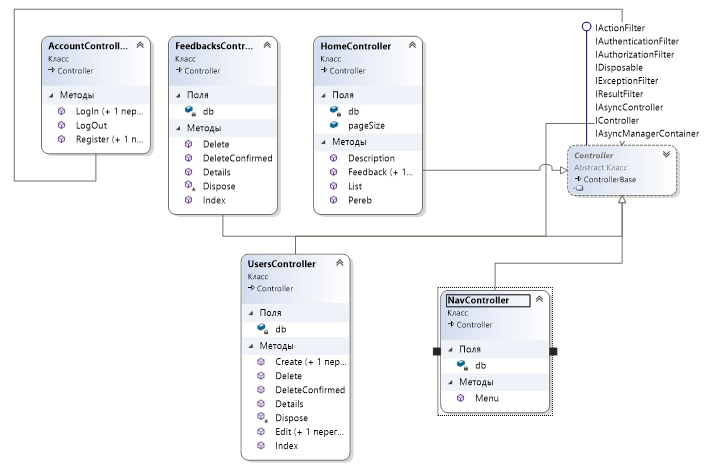 AccountControll...
Класс
Controller
Методы
LogIn (+ 1 пер...
LogOut
Register (+ 1 п...
FeedbacksContr...
Класс
Controller
Поля
db
Методы
Delete
DeleteConfirmed
Details
Dispose
Index
HomeController
Класс
Controller
Поля
db
pageSize
Методы
Description
Feedback (+ 1...
List
Pereb
IActionFilter
IAuthenticationFilter
IAuthorizationFilter
IDisposable
IExceptionFilter
IResultFilter
IAsyncController
IController
IAsyncManagerContainer
Controller
Abstract Класс
ControllerBase
UsersController
Класс
Controller
Поля
db
Методы
Create (+ 1 пер...
Delete
DeleteConfirmed
Details
Dispose
Edit (+ 1 перег...
Index
NavController
Класс
Controller
Поля
db
Методы
Menu